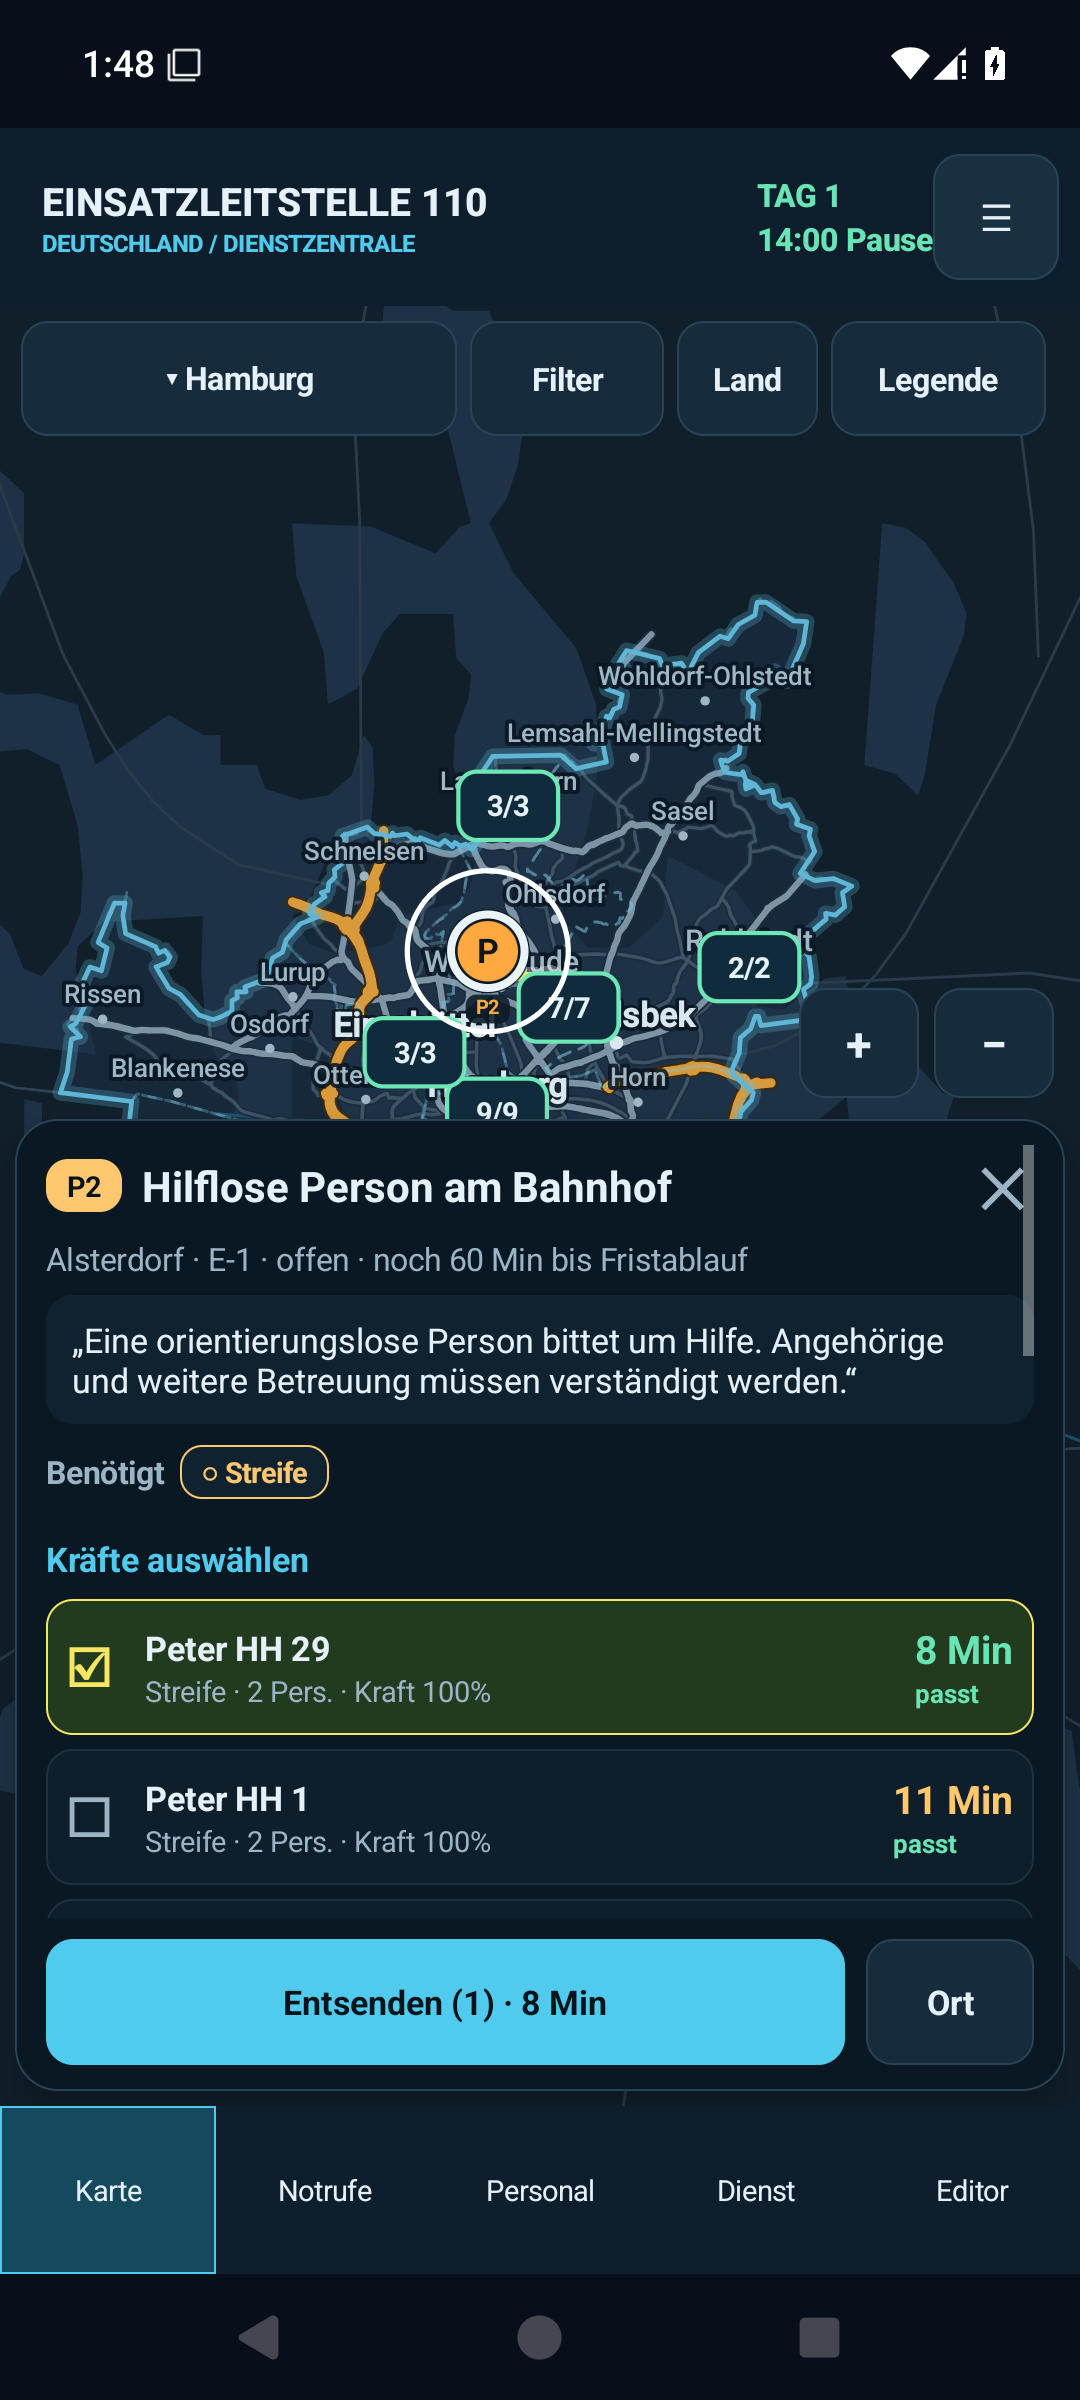 1:48
EINSATZLEITSTELLE 110
DEUTSCHLAND / DIENSTZENTRALE
TAG 1
14:00 Pause
☰
▾ Hamburg
Filter
Land
Legende
Wohldorf-Ohlstedt
Lemsahl-Mellingstedt
3/3
Sasel
Schnelsen
Ohlsdorf
P
P2
2/2
Lurup
Rissen
7/7
Osdorf
3/3
Blankenese
Horn
9/9
+
−
P2 Hilflose Person am Bahnhof
Alsterdorf · E-1 · offen · noch 60 Min bis Fristablauf
„Eine orientierungslose Person bittet um Hilfe. Angehörige
und weitere Betreuung müssen verständigt werden.“
Benötigt ○ Streife
Kräfte auswählen
☑ Peter HH 29 8 Min
Streife · 2 Pers. · Kraft 100% passt
☐ Peter HH 1 11 Min
Streife · 2 Pers. · Kraft 100% passt
Entsenden (1) · 8 Min
Ort
Karte
Notrufe
Personal
Dienst
Editor